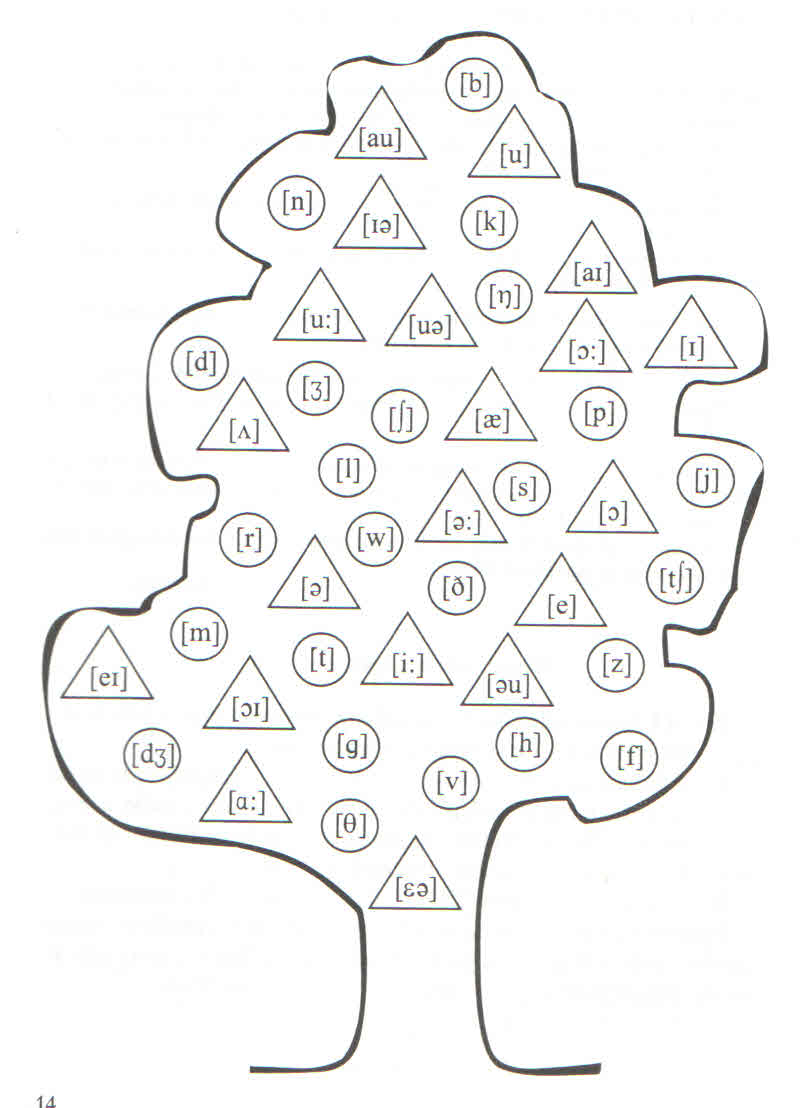 [b]
[au]
[u]
[n]
[ɪə]
[k]
[aɪ]
[u:]
[uə]
[ŋ]
[ɔ:]
[ɪ]
[d]
[ʒ]
[ʌ]
[ʃ]
[æ]
[p]
[l]
[s]
[j]
[r]
[w]
[ə:]
[ɔ]
[ə]
[ð]
[e]
[tʃ]
[m]
[eɪ]
[t]
[i:]
[əu]
[z]
[ɔɪ]
[dʒ]
[g]
[h]
[f]
[ɑ:]
[v]
[θ]
[ɛə]
14